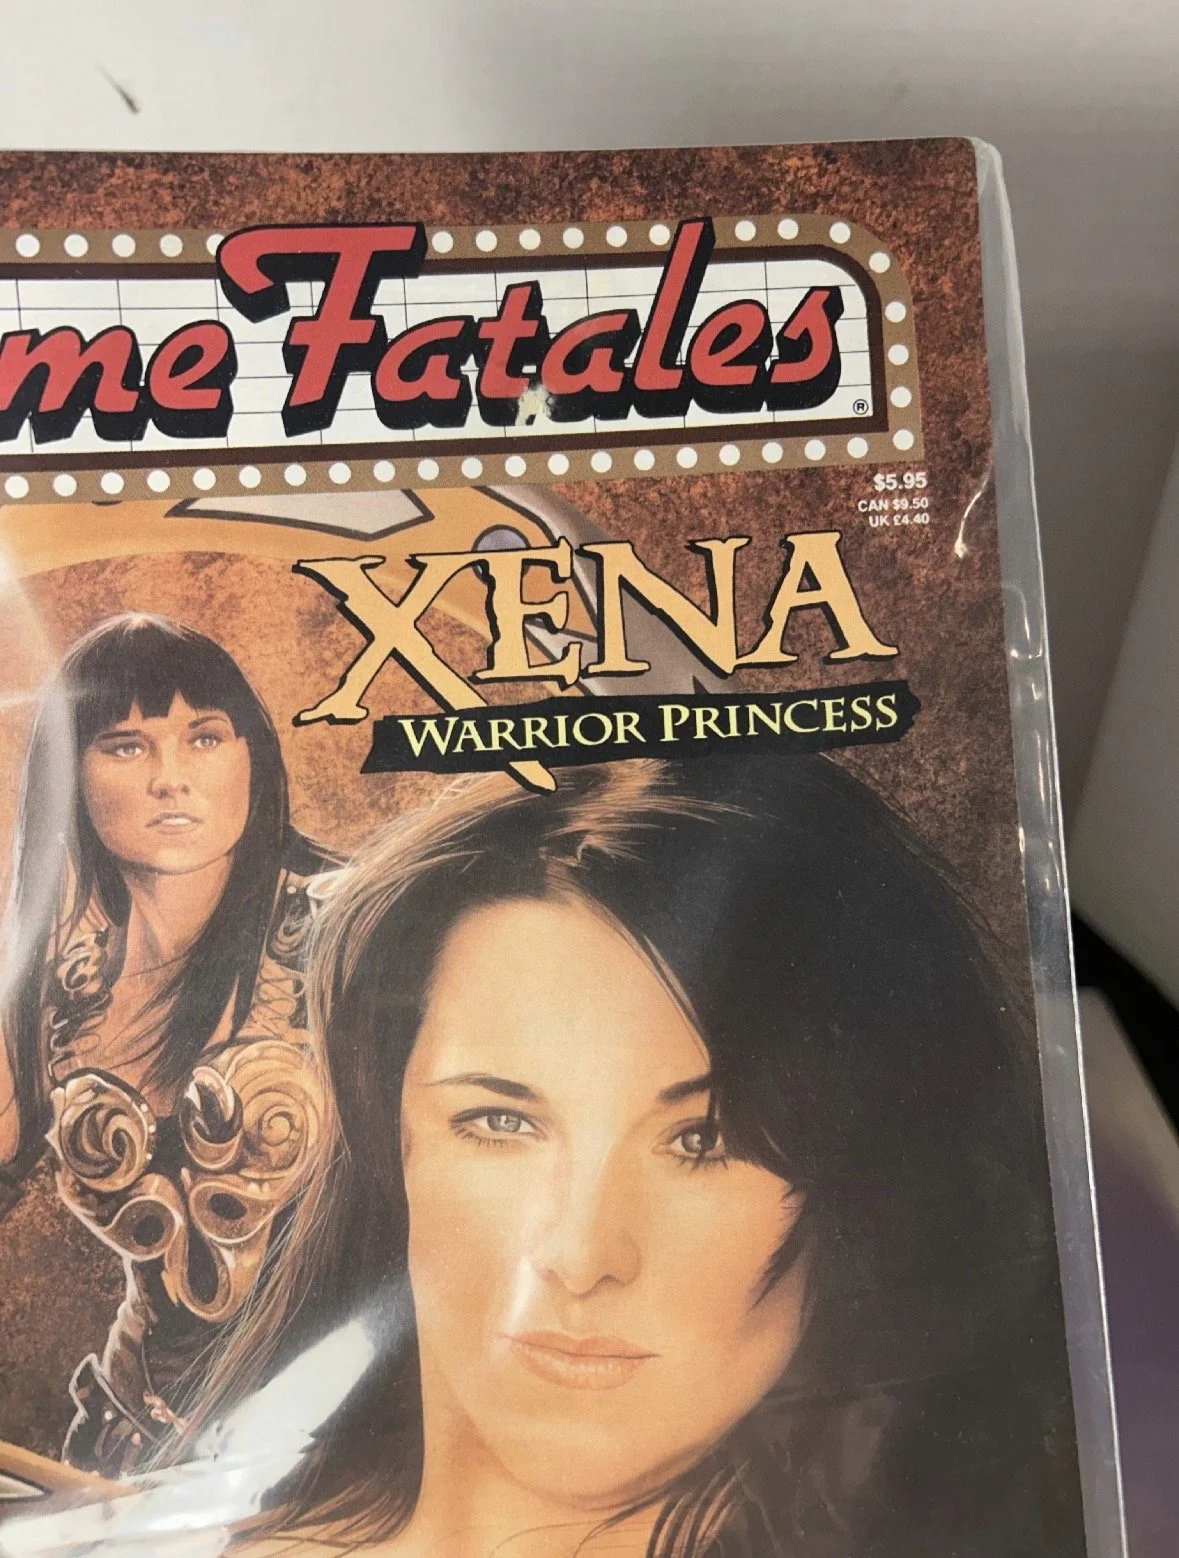 me Fatales
®
$5.95
CAN $9.50
UK £4.40
XENA
WARRIOR PRINCESS